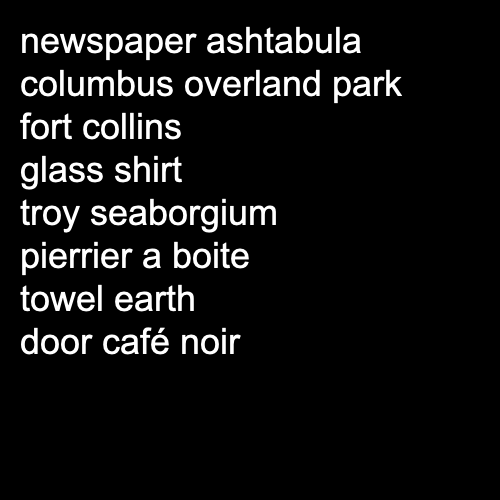 newspaper ashtabula
columbus overland park
fort collins
glass shirt
troy seaborgium
pierrier a boite
towel earth
door café noir